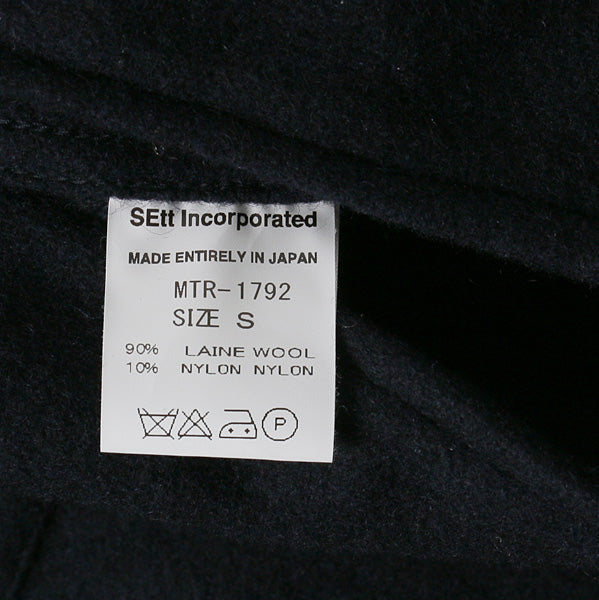 SEtt Incorporated
MADE ENTIRELY IN JAPAN
MTR-1792
SIZE S
90% LAINE WOOL
10% NYLON NYLON
P